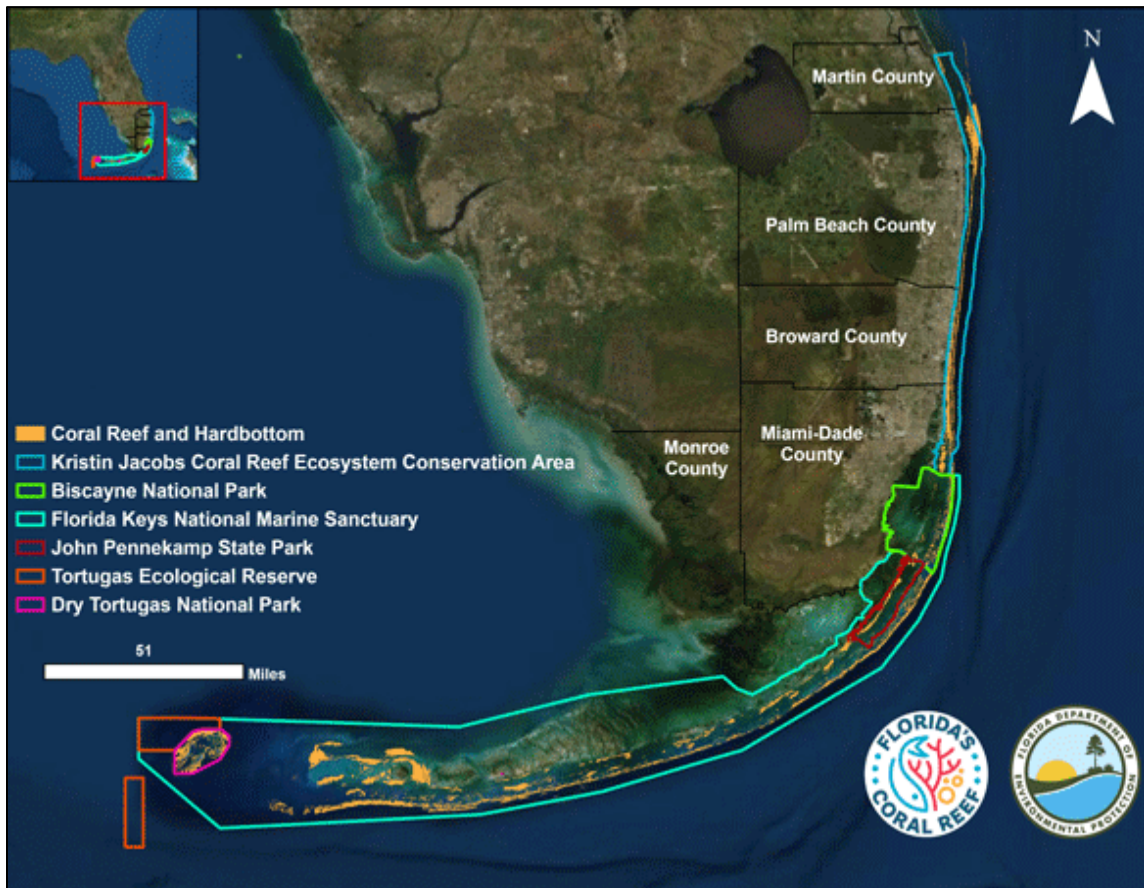 N
Martin County
Palm Beach County
Broward County
Miami-Dade
County
Monroe
County
Coral Reef and Hardbottom
Kristin Jacobs Coral Reef Ecosystem Conservation Area
Biscayne National Park
Florida Keys National Marine Sanctuary
John Pennekamp State Park
Tortugas Ecological Reserve
Dry Tortugas National Park
51
Miles
FLORIDA'S
CORAL REEF
FLORIDA DEPARTMENT OF
ENVIRONMENTAL PROTECTION